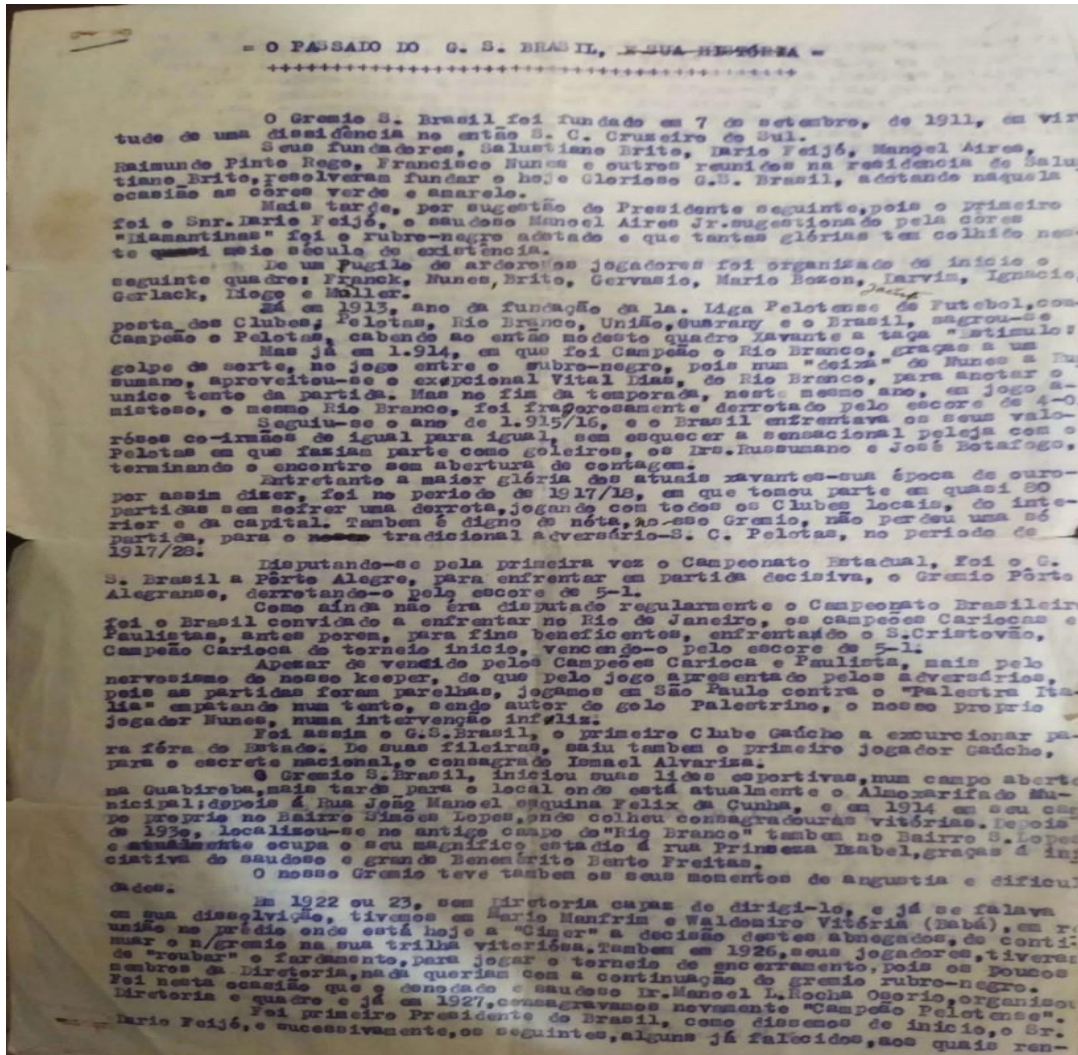 = O PASSADO DO G. S. BRASIL, E SUA HISTÓRIA =
++++++++++++++++++++++++++++++++++++++++++
O Gremio S. Brasil foi fundado em 7 de setembro, de 1911, em vir
tude de uma dissidência no então S. C. Cruzeiro do Sul.
Seus fundadores, Salustiano Brito, Dario Feijó, Manoel Aires,
Raimundo Pinto Rego, Francisco Nunes e outros reunidos na residencia de Salu
tiano Brito, resolveram fundar o hoje Glorioso G.S. Brasil, adotando naquela
ocasião as côres verde e amarelo.
Mais tarde, por sugestão do Presidente seguinte, pois o primeiro
foi o Snr. Dario Feijó, o saudoso Manoel Aires Jr. sugestionado pela côres
"Diamantinas" foi o rubro-negro adotado e que tantas glórias tem colhido nes-
te quasi meio século de existência.
De um Pugilo de ardorosos jogadores foi organizado de inicio o
seguinte quadro: Franck, Nunes, Brito, Gervasio, Mario Bozon, Darvim, Ignacio,
Gerlack, Diogo e Muller.
Já em 1913, ano da fundação da 1a. Liga Pelotense de Futebol, com-
posta dos Clubes; Pelotas, Rio Branco, União, Guarany e o Brasil, sagrou-se
Campeão o Pelotas, cabendo ao então modesto quadro Xavante a taça "Estimulo:
Mas já em 1.914, em que foi Campeão o Rio Branco, graças a um
golpe de sorte, no jogo entre o rubro-negro, pois num "deixa" de Nunes a Ru
sumano, aproveitou-se o exepcional Vital Dias, do Rio Branco, para anotar o
unico tento da partida. Mas no fim da temporada, neste mesmo ano, em jogo a-
mistoso, o mesmo Rio Branco, foi fragorosamente derrotado pelo escore de 4-0
Seguiu-se o ano de 1.915/16, e o Brasil enfrentava os seus valo-
rósos co-irmãos de igual para igual, sem esquecer a sensacional peleja com o
Pelotas em que faziam parte como goleiros, os Drs. Russumano e José Botafogo,
terminando o encontro sem abertura de contagem.
Entretanto a maior glória dos atuais xavantes-sua época de ouro-
por assim dizer, foi no periodo de 1917/18, em que tomou parte em quasi 80
partidas sem sofrer uma derrota, jogando com todos os Clubes locais, do inte-
rior e da capital. Tambem é digno de nóta, nosso Gremio, não perdeu uma só
partida, para o nosso tradicional adversário-S. C. Pelotas, no periodo de
1917/28.
Disputando-se pela primeira vez o Campeonato Estadual, foi o G.
S. Brasil a Pôrto Alegre, para enfrentar em partida decisiva, o Gremio Pôrto
Alegranse, derrotando-o pelo escore de 5-1.
Como ainda não éra disputado regularmente o Campeonato Brasileir
foi o Brasil convidado a enfrentar no Rio de Janeiro, os campeões Cariocas e
Paulistas, antes porem, para fins beneficentes, enfrentando o S.Cristovão,
Campeão Carioca do torneio inicio, vencendo-o pelo escore de 5-1.
Apezar de vencido pelos Campeões Carioca e Paulista, mais pelo
nervosismo do nosso keeper, do que pelo jogo apresentado pelos adversários,
pois as partidas foram parelhas, jogamos em São Paulo contra o "Palestra Ita
lia" empatando num tento, sendo autor do golo Palestrino, o nosso proprio
jogador Nunes, numa intervenção infeliz.
Foi assim o G.S.Brasil, o primeiro Clube Gaúcho a excursionar pa-
ra fóra do Estado. De suas fileiras, saiu tambem o primeiro jogador Gaúcho,
para o escrete nacional, o consagrado Ismael Alvariza.
O Gremio S.Brasil, iniciou suas lides esportivas, num campo aberto
na Guabiroba, mais tarde para o local onde está atualmente o Almoxarifado Mu-
nicipal; depois á Rua João Manoel esquina Felix da Cunha, e em 1914 em seu cam
po proprio no Bairro Simões Lopes, onde colheu consagradouras vitórias. Depois
de 1930, localizou-se no antigo campo do "Rio Branco" tambem no Bairro S.Lopes
e atualmente ocupa o seu magnífico estadio á rua Princeza Izabel, graças á ini
ciativa do saudoso e grande Benemérito Bento Freitas.
O nosso Gremio teve tambem os seus momentos de angustia e dificul
dades.
Em 1922 ou 23, sem Diretoria capaz de dirigi-lo, e já se falava
em sua dissolvição, tivemos em Mario Manfrim e Waldomiro Vitória (Babá), em r
união no prédio onde está hoje a "Cimer" a decisão destes abnegados, de conti-
nuar o n/gremio na sua trilha vitoriósa. Tambem em 1926, seus jogadores, tiveram
de "roubar" o fardamento, para jogar o torneio de encerramento, pois os poucos
membros da Diretoria, nada queriam com a continuação do gremio rubro-negro.
Foi nesta ocasião que o denodado e saudoso Dr. Manoel L.Rocha Osorio, organisou
Diretoria e quadro e já em 1927, consagravamos novamente "Campeão Pelotense".
Foi primeiro Presidente do Brasil, como dissemos de início, o Sr.
Dario Feijó, e sucessivamente, os seguintes, alguns já falecidos, aos quais ren-